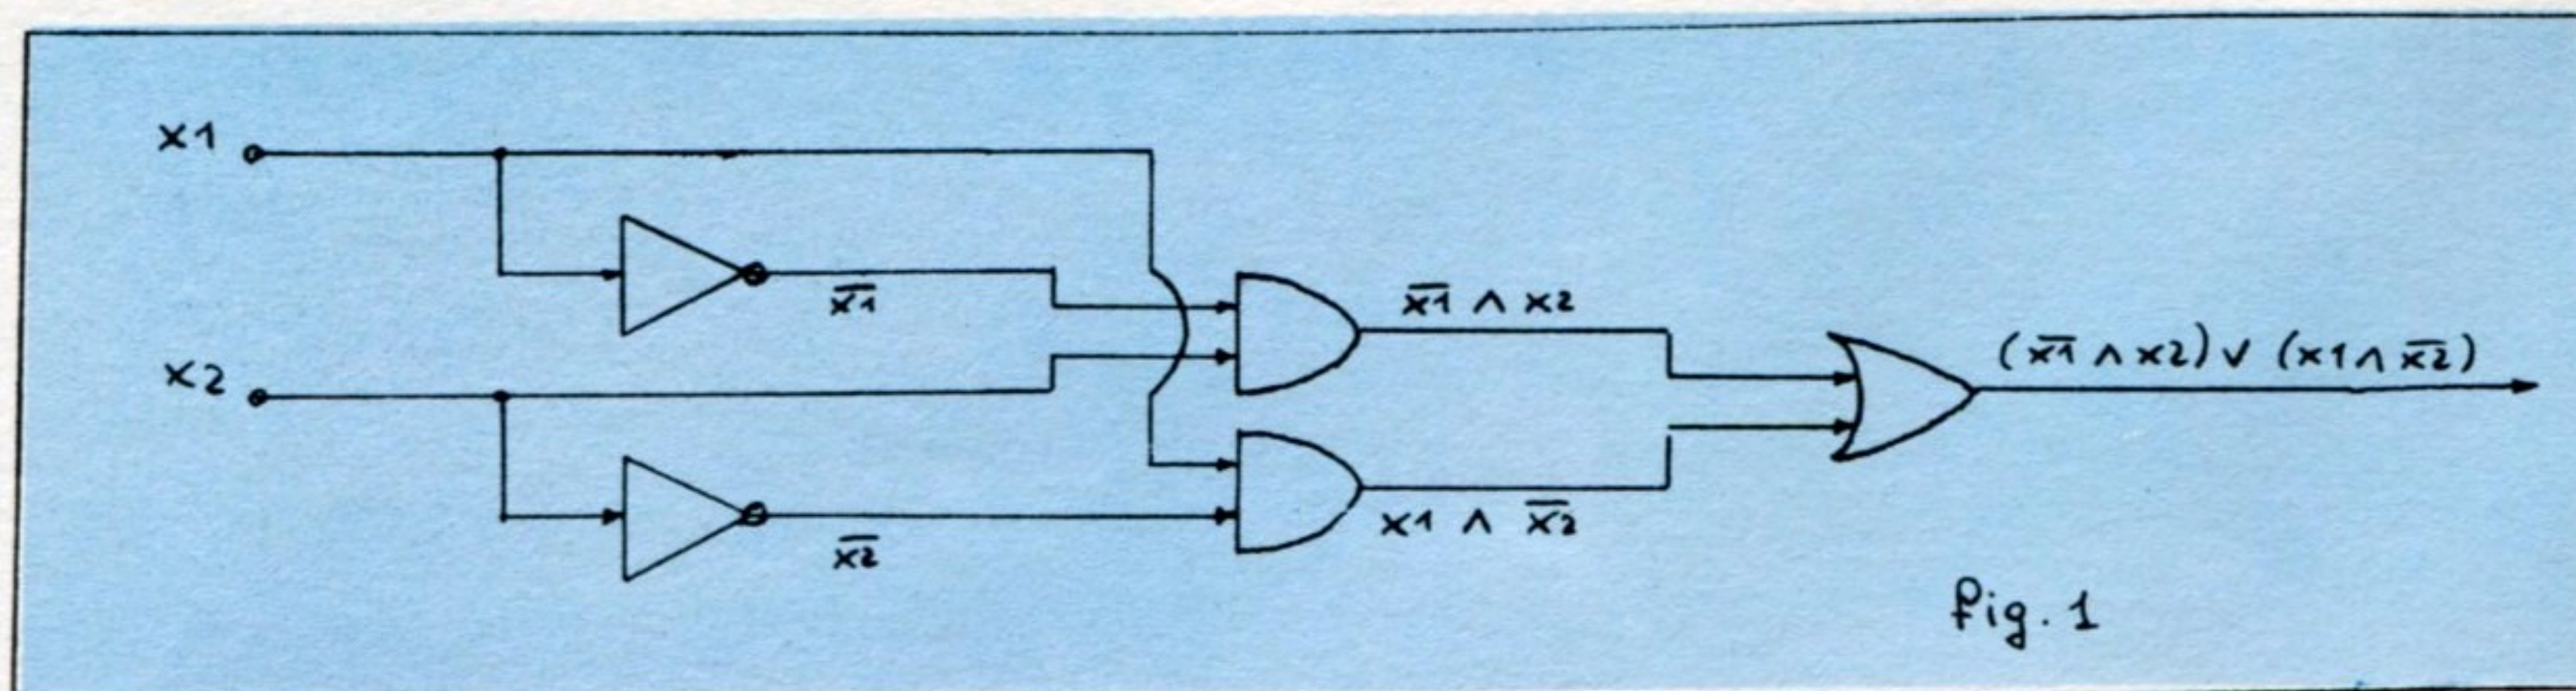 x1
x̅1̅
x̅1̅ ∧ x2
(x̅1̅ ∧ x2) ∨ (x1 ∧ x̅2̅)
x2
x1 ∧ x̅2̅
x̅2̅
fig. 1